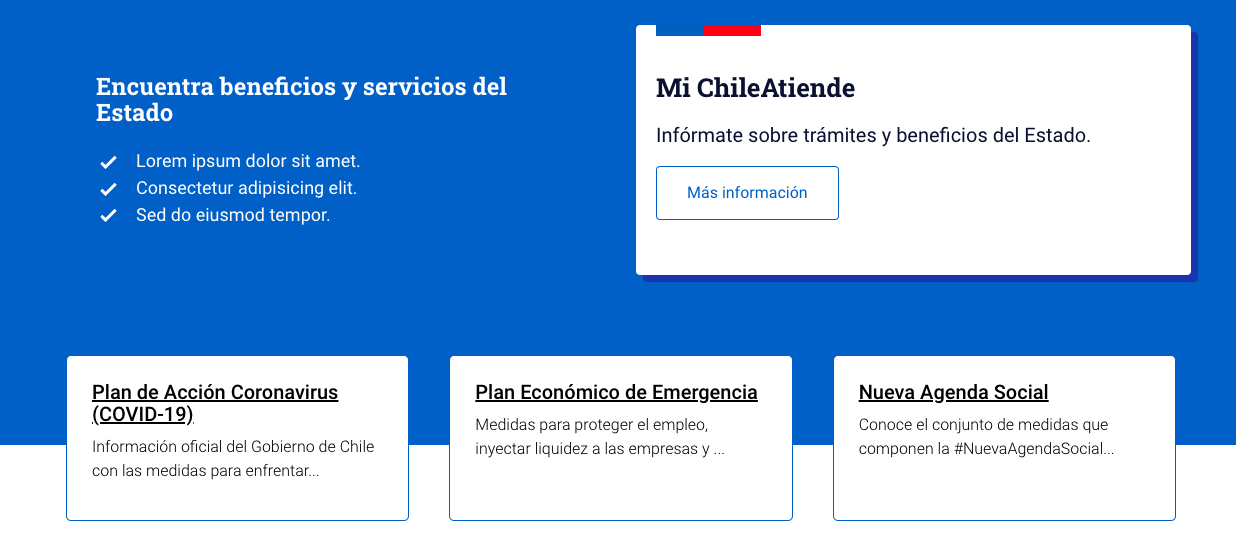 Encuentra beneficios y servicios del
Estado
Lorem ipsum dolor sit amet.
Consectetur adipisicing elit.
Sed do eiusmod tempor.
Mi ChileAtiende
Infórmate sobre trámites y beneficios del Estado.
Más información
Plan de Acción Coronavirus
(COVID-19)
Información oficial del Gobierno de Chile
con las medidas para enfrentar...
Plan Económico de Emergencia
Medidas para proteger el empleo,
inyectar liquidez a las empresas y ...
Nueva Agenda Social
Conoce el conjunto de medidas que
componen la #NuevaAgendaSocial...